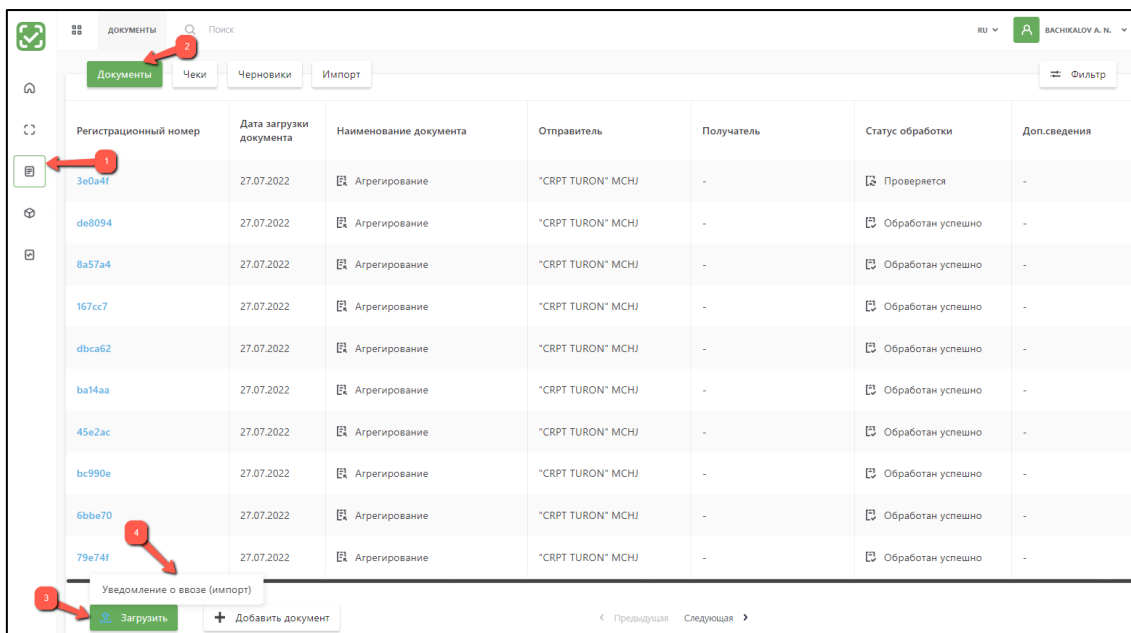 ДОКУМЕНТЫ Поиск RU А BACHIKALOV A. N.
2
Документы Чеки Черновики Импорт Фильтр
Регистрационный номер Дата загрузки документа Наименование документа Отправитель Получатель Статус обработки Доп.сведения
1
3e0a4f 27.07.2022 Агрегирование "CRPT TURON" MCHJ - Проверяется -
de8094 27.07.2022 Агрегирование "CRPT TURON" MCHJ - Обработан успешно -
8a57a4 27.07.2022 Агрегирование "CRPT TURON" MCHJ - Обработан успешно -
167cc7 27.07.2022 Агрегирование "CRPT TURON" MCHJ - Обработан успешно -
dbca62 27.07.2022 Агрегирование "CRPT TURON" MCHJ - Обработан успешно -
ba14aa 27.07.2022 Агрегирование "CRPT TURON" MCHJ - Обработан успешно -
45e2ac 27.07.2022 Агрегирование "CRPT TURON" MCHJ - Обработан успешно -
bc990e 27.07.2022 Агрегирование "CRPT TURON" MCHJ - Обработан успешно -
6bbe70 27.07.2022 Агрегирование "CRPT TURON" MCHJ - Обработан успешно -
4
79e74f 27.07.2022 Агрегирование "CRPT TURON" MCHJ - Обработан успешно -
Уведомление о ввозе (импорт)
3
Загрузить + Добавить документ < Предыдущая Следующая >